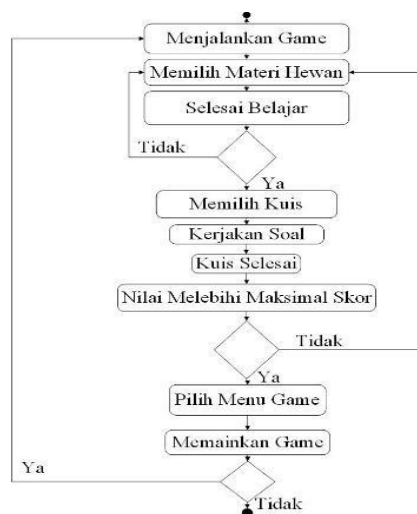 Menjalankan Game
Memilih Materi Hewan
Selesai Belajar
Tidak
Ya
Memilih Kuis
Kerjakan Soal
Kuis Selesai
Nilai Melebihi Maksimal Skor
Tidak
Ya
Pilih Menu Game
Memainkan Game
Ya
Tidak